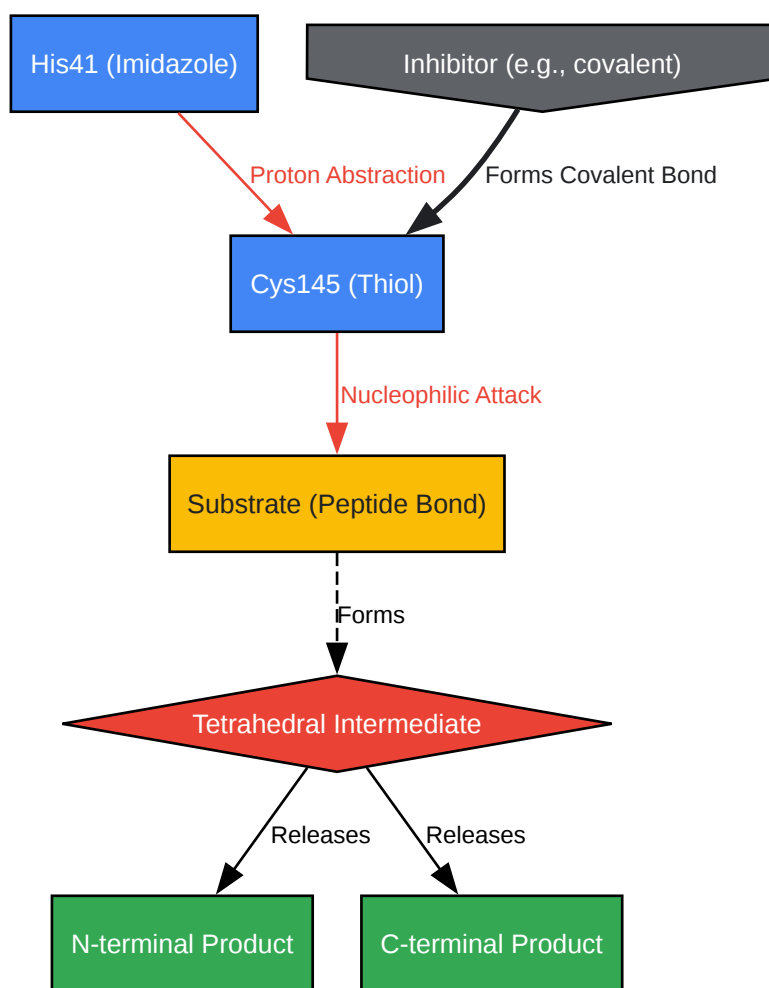 His41 (Imidazole)
Inhibitor (e.g., covalent)
Proton Abstraction
Forms Covalent Bond
Cys145 (Thiol)
Nucleophilic Attack
Substrate (Peptide Bond)
Forms
Tetrahedral Intermediate
Releases
Releases
N-terminal Product
C-terminal Product